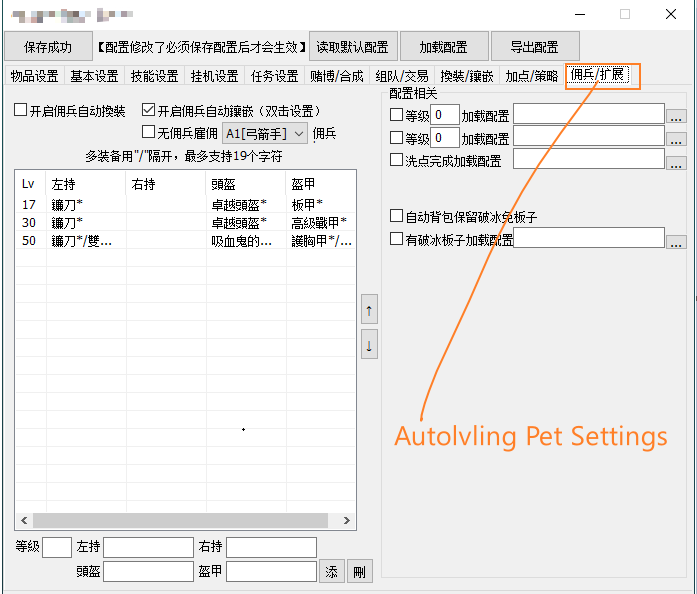 保存成功 【配置修改了必须保存配置后才会生效】 读取默认配置 加载配置 导出配置
物品设置 基本设置 技能设置 挂机设置 任务设置 赌博/合成 组队/交易 換裝/鑲嵌 加点/策略 佣兵/扩展
开启佣兵自动換裝 开启佣兵自动鑲嵌（双击设置）
无佣兵雇佣 A1[弓箭手] 佣兵
多装备用"/"隔开，最多支持19个字符
Lv 左持 右持 頭盔 盔甲
17 鐮刀* 卓越頭盔* 板甲*
30 鐮刀* 卓越頭盔* 高級戰甲*
50 鐮刀*/雙... 吸血鬼的... 護胸甲*/...
等級 左持 右持
頭盔 盔甲 添 刪
配置相关
等级 0 加载配置 ...
等级 0 加载配置 ...
洗点完成加载配置 ...
自动背包保留破冰免板子
有破冰板子加载配置 ...
Autolvling Pet Settings